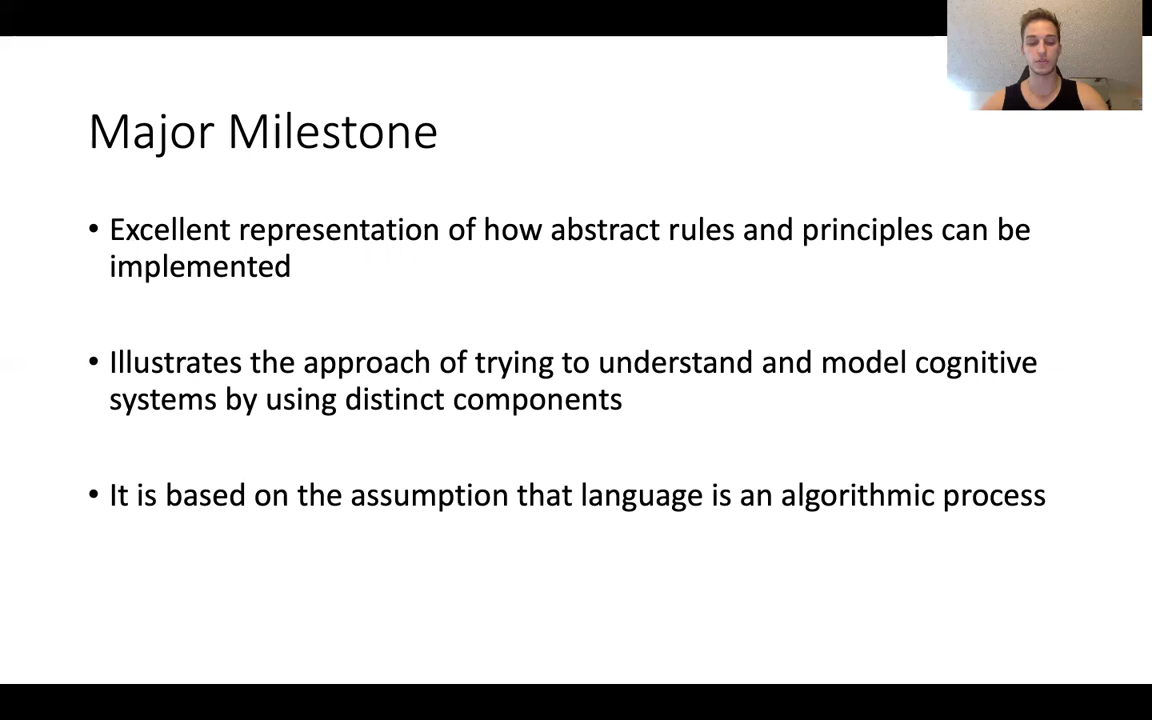 Major Milestone
• Excellent representation of how abstract rules and principles can be
implemented
• Illustrates the approach of trying to understand and model cognitive
systems by using distinct components
• It is based on the assumption that language is an algorithmic process